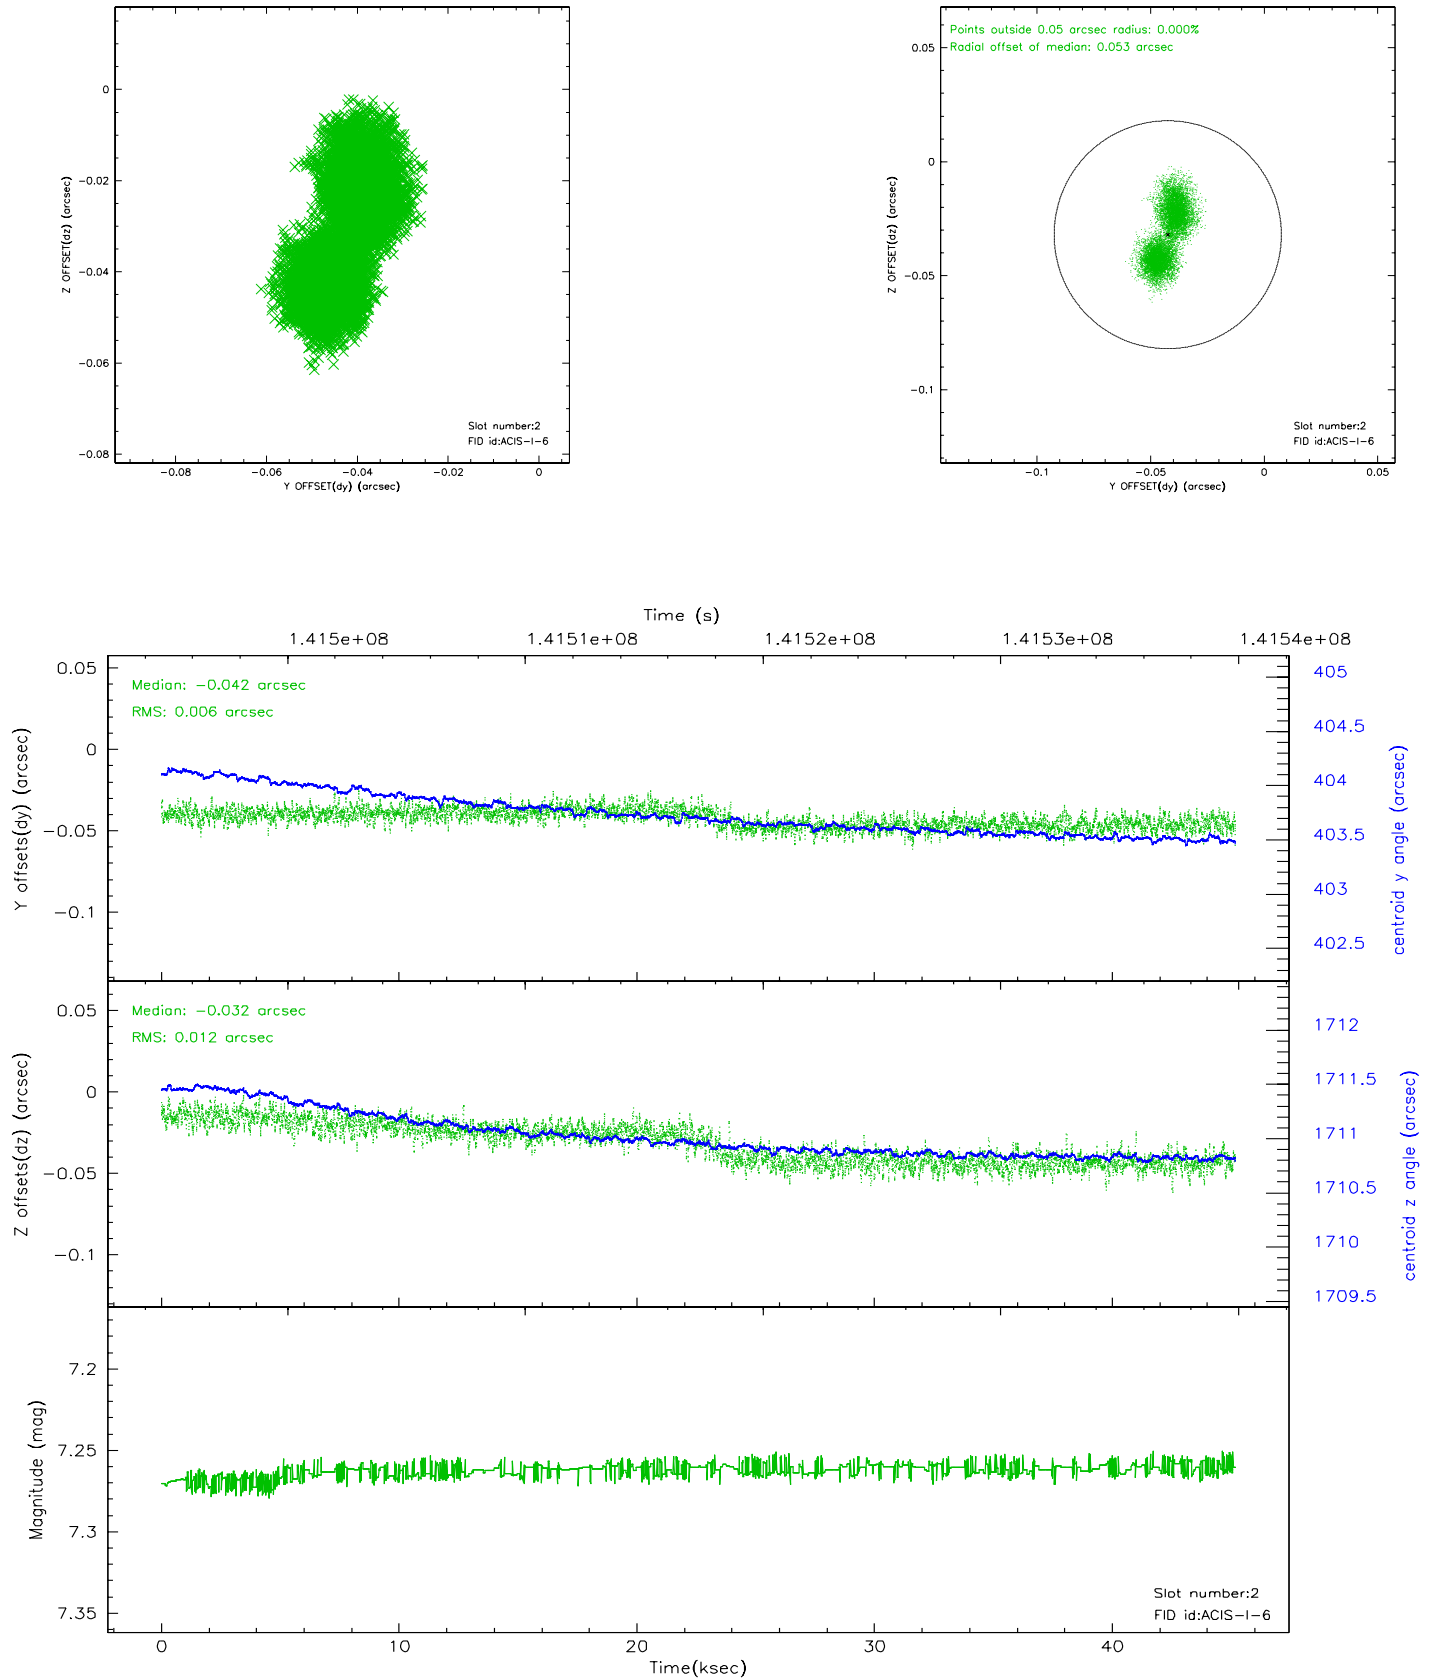 0
−0.02
−0.04
−0.06
−0.08
Z OFFSET(dz) (arcsec)
Slot number:2
FID id:ACIS−I−6
−0.08
−0.06
−0.04
−0.02
0
Y OFFSET(dy) (arcsec)
Points outside 0.05 arcsec radius: 0.000%
Radial offset of median: 0.053 arcsec
0.05
0
−0.05
−0.1
Z OFFSET(dz) (arcsec)
Slot number:2
FID id:ACIS−I−6
−0.1
−0.05
0
0.05
Y OFFSET(dy) (arcsec)
Time (s)
1.415e+08
1.4151e+08
1.4152e+08
1.4153e+08
1.4154e+08
Median: −0.042 arcsec
RMS: 0.006 arcsec
0.05
0
−0.05
−0.1
Y offsets(dy) (arcsec)
405
404.5
404
403.5
403
402.5
centroid y angle (arcsec)
Median: −0.032 arcsec
RMS: 0.012 arcsec
0.05
0
−0.05
−0.1
Z offsets(dz) (arcsec)
1712
1711.5
1711
1710.5
1710
1709.5
centroid z angle (arcsec)
7.2
7.25
7.3
7.35
Magnitude (mag)
Slot number:2
FID id:ACIS−I−6
0
10
20
30
40
Time(ksec)